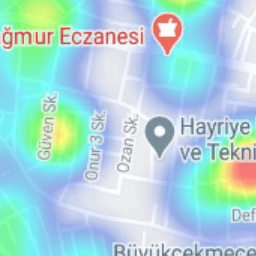 ğmur Eczanesi
Güven Sk.
Onur 3 Sk.
Ozan Sk.
Hayriye
ve Tekni
Def
Büyükçekmece